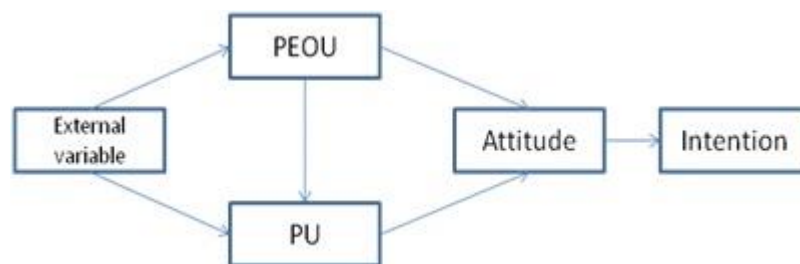 PEOU
External
variable
Attitude
Intention
PU